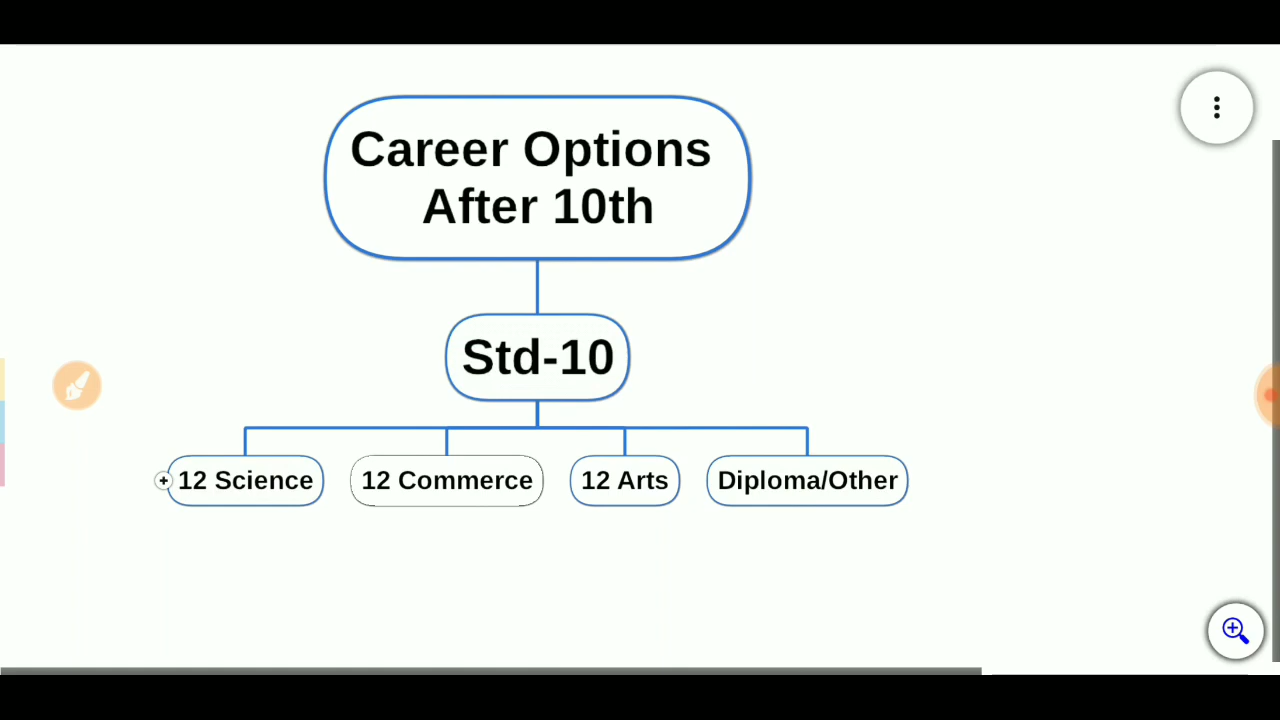 Career Options
After 10th
Std-10
12 Science
12 Commerce
12 Arts
Diploma/Other